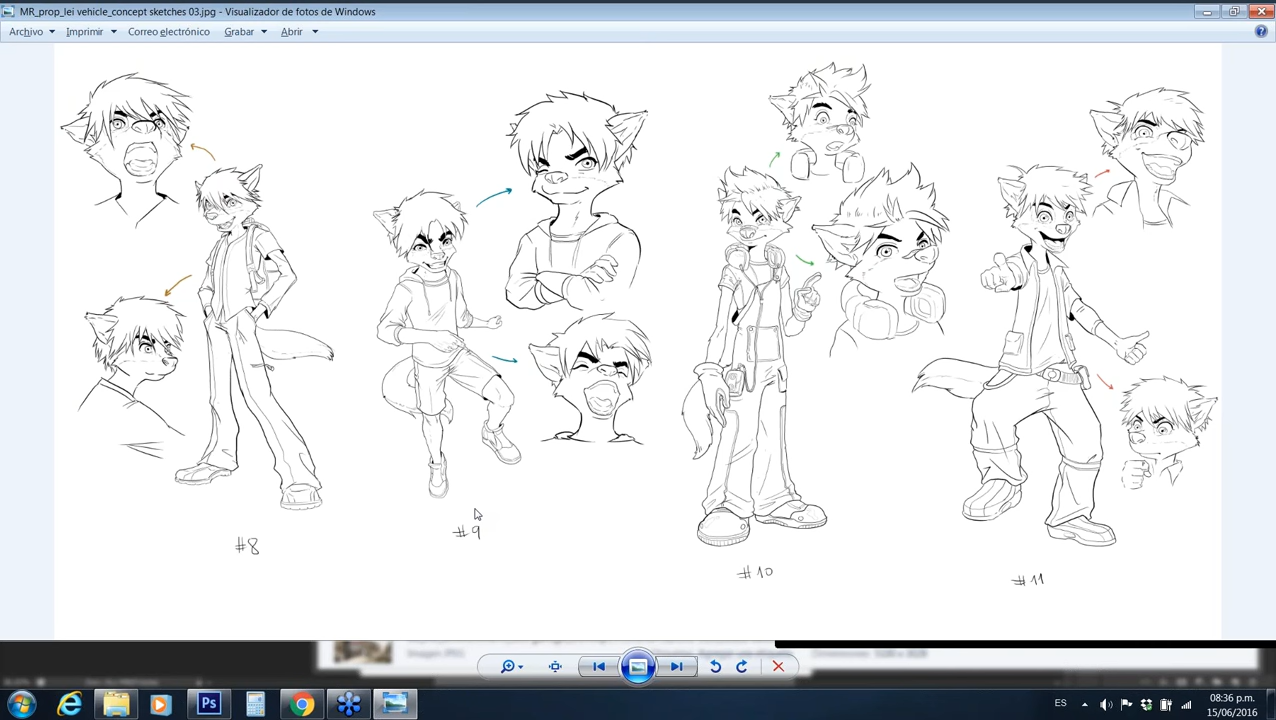 MR_prop_lei vehicle_concept sketches 03.jpg - Visualizador de fotos de Windows
Archivo Imprimir Correo electrónico Grabar Abrir
#8
#9
#10
#11
Ps
ES 08:36 p.m.
15/06/2016